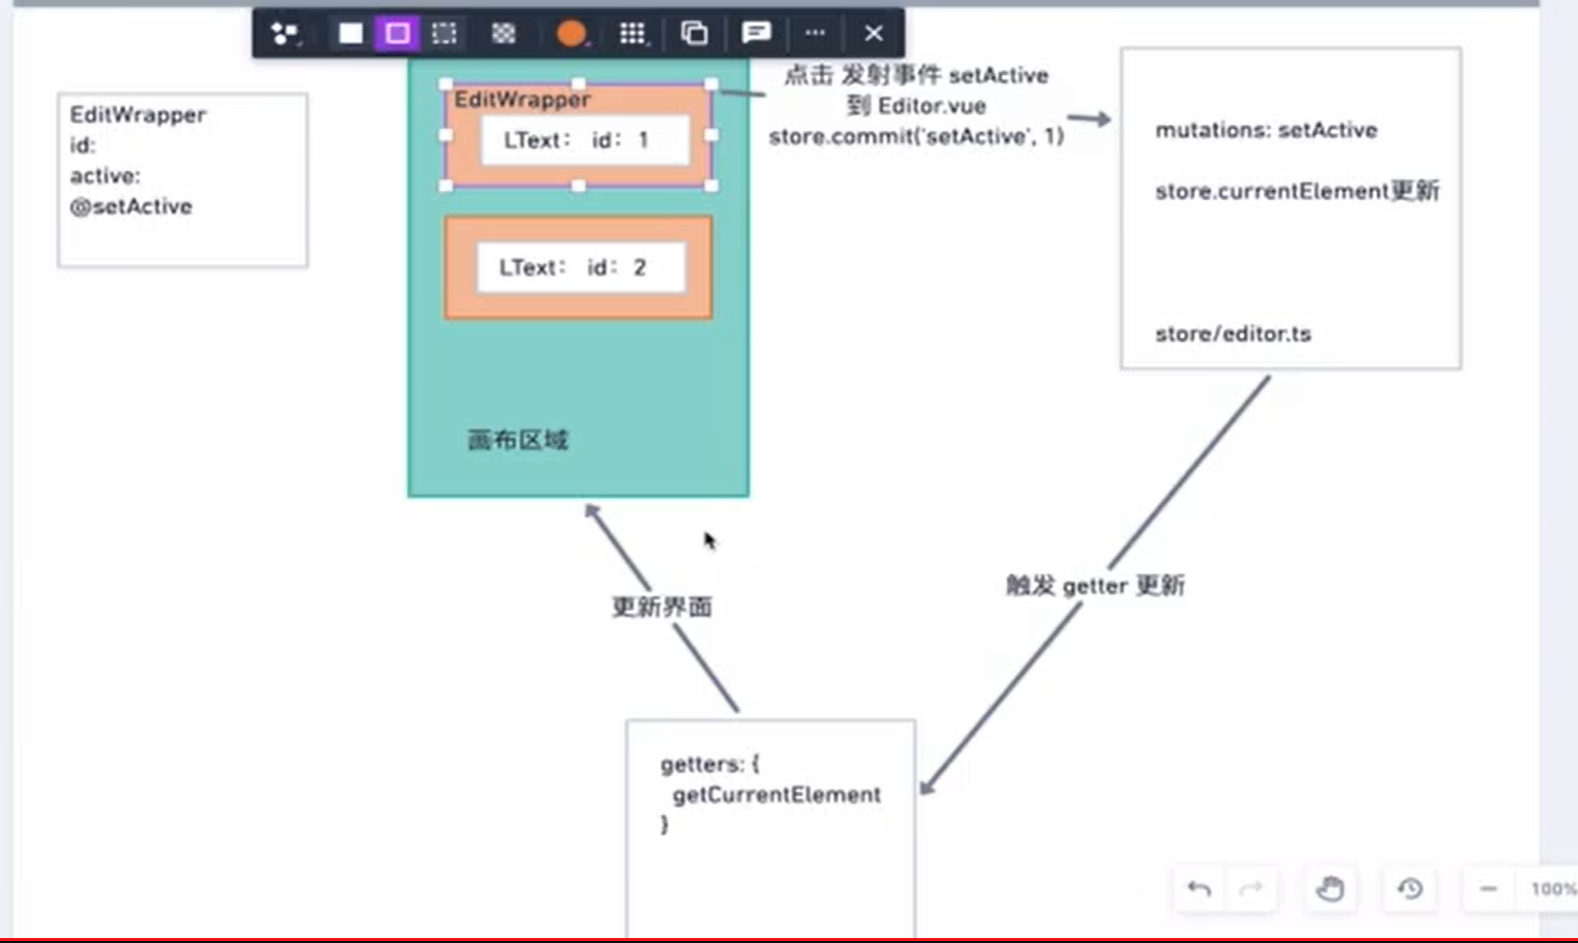 EditWrapper
id:
active:
@setActive
EditWrapper
LText： id：1
LText： id：2
画布区域
点击 发射事件 setActive
到 Editor.vue
store.commit('setActive', 1)
mutations: setActive
store.currentElement更新
store/editor.ts
触发 getter 更新
更新界面
getters: {
getCurrentElement
}
100%